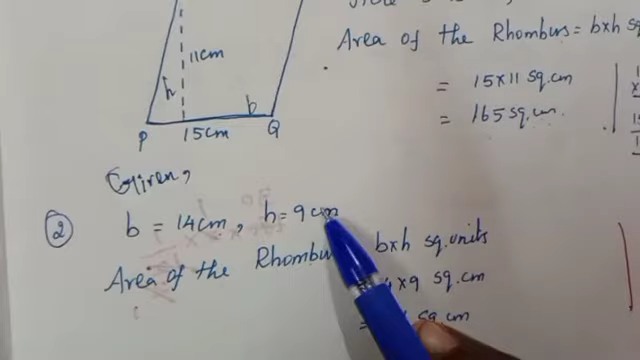 11cm
h
b
P
15cm
Q
Area of the Rhombus = b×h sq
= 15×11 sq.cm
= 165 sq.cm.
Given,
2
b = 14cm, h = 9cm
Area of the b×h sq.units
×9 sq.cm
= sq.cm